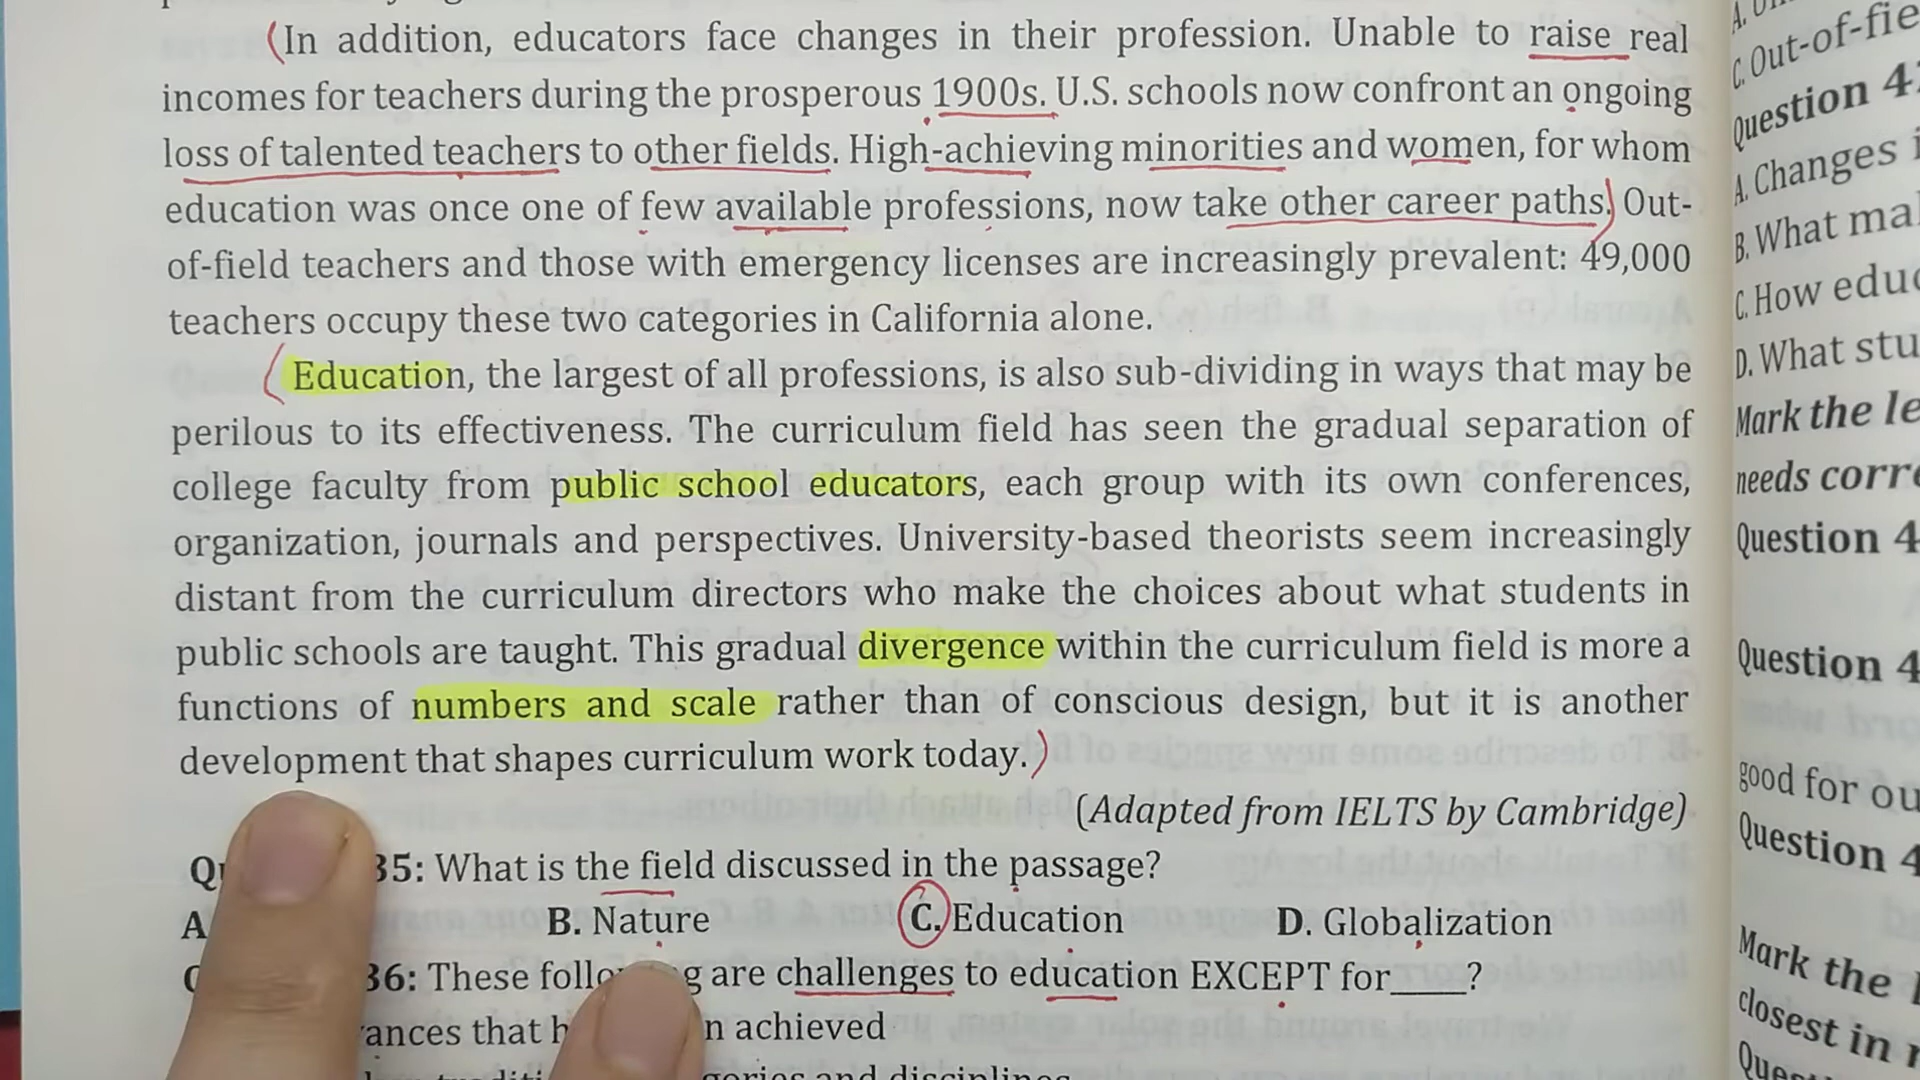 (In addition, educators face changes in their profession. Unable to raise real
incomes for teachers during the prosperous 1900s. U.S. schools now confront an ongoing
loss of talented teachers to other fields. High-achieving minorities and women, for whom
education was once one of few available professions, now take other career paths.) Out-
of-field teachers and those with emergency licenses are increasingly prevalent: 49,000
teachers occupy these two categories in California alone.
(Education, the largest of all professions, is also sub-dividing in ways that may be
perilous to its effectiveness. The curriculum field has seen the gradual separation of
college faculty from public school educators, each group with its own conferences,
organization, journals and perspectives. University-based theorists seem increasingly
distant from the curriculum directors who make the choices about what students in
public schools are taught. This gradual divergence within the curriculum field is more a
functions of numbers and scale rather than of conscious design, but it is another
development that shapes curriculum work today.)
(Adapted from IELTS by Cambridge)
35: What is the field discussed in the passage?
A
B. Nature
C. Education
D. Globalization
36: These are challenges to education EXCEPT for____?
that achieved
and disciplines
C. Out-of-fie
Question 4
A. Changes i
B. What ma
C. How educ
D. What stu
Mark the le
needs corre
Question 4
Question 4
good for ou
Question 4
Mark the
closest in